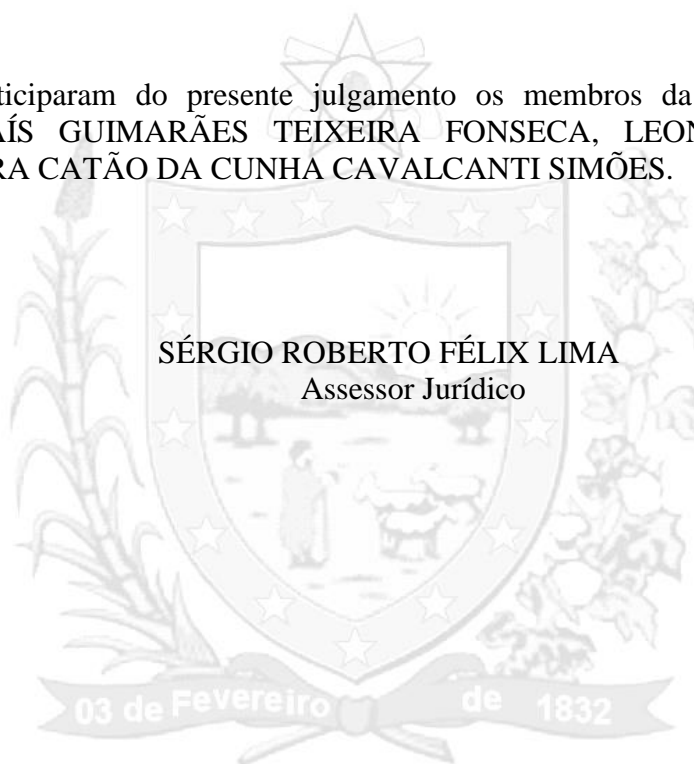 ticiparam do presente julgamento os membros da
AÍS GUIMARÃES TEIXEIRA FONSECA, LEON
RA CATÃO DA CUNHA CAVALCANTI SIMÕES.
SÉRGIO ROBERTO FÉLIX LIMA
Assessor Jurídico
03 de Fevereiro de 1832